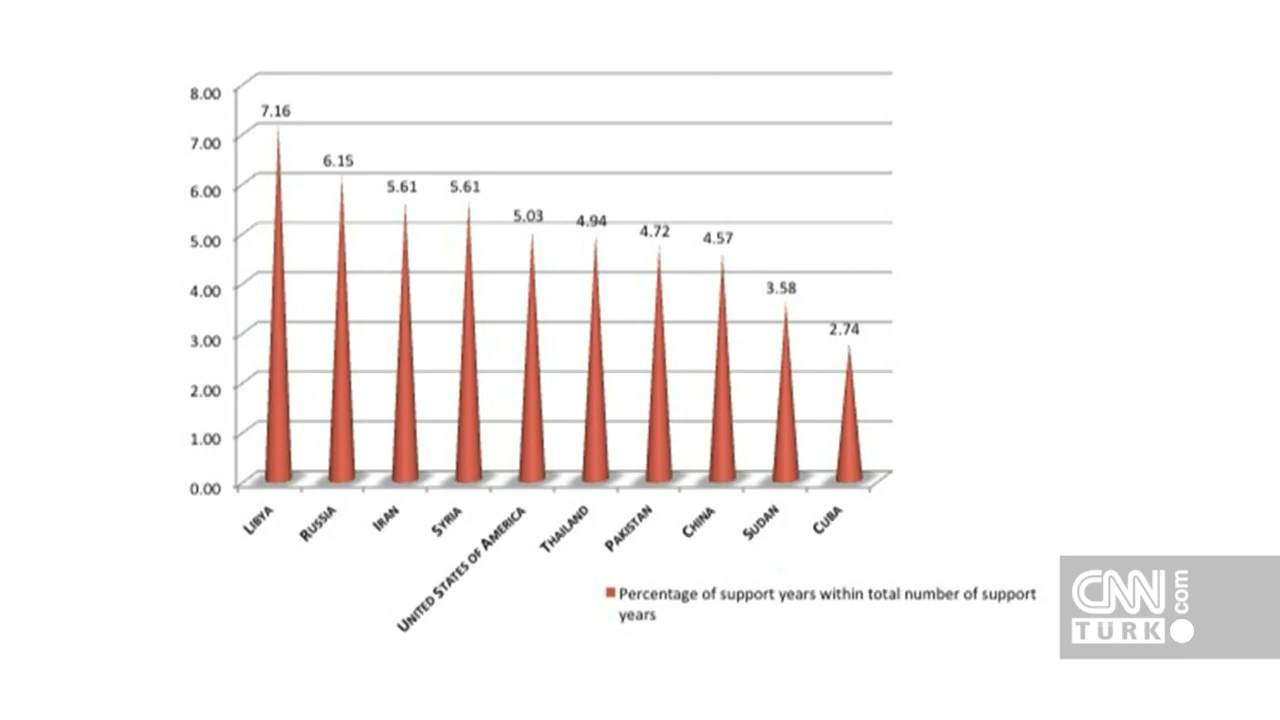 8.00
7.00
6.00
5.00
4.00
3.00
2.00
1.00
0.00
7.16
6.15
5.61
5.61
5.03
4.94
4.72
4.57
3.58
2.74
LIBYA
RUSSIA
IRAN
SYRIA
UNITED STATES OF AMERICA
THAILAND
PAKISTAN
CHINA
SUDAN
CUBA
Percentage of support years within total number of support
years
CNN
TURK
.com